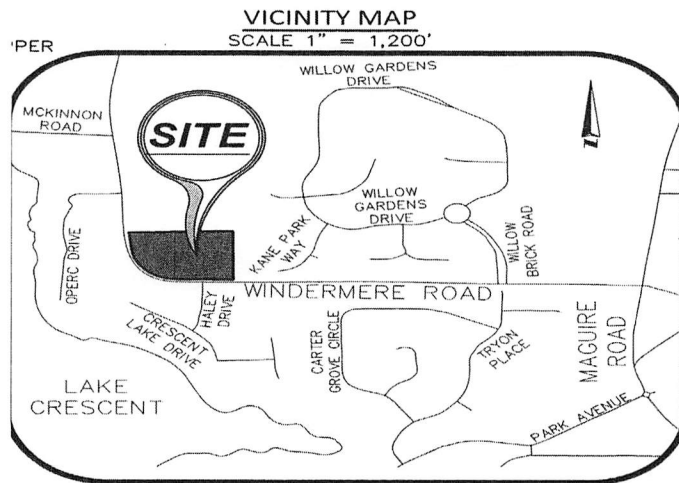 VICINITY MAP
SCALE 1" = 1,200'
'PER
WILLOW GARDENS
DRIVE
MCKINNON
ROAD
SITE
N
WILLOW
GARDENS
DRIVE
OPERC DRIVE
KANE PARK
WAY
WILLOW
BRICK ROAD
WINDERMERE ROAD
HALEY
DRIVE
CRESCENT
LAKE DRIVE
CARTER
GROVE CIRCLE
TRYON
PLACE
MAGUIRE
ROAD
LAKE
CRESCENT
PARK AVENUE